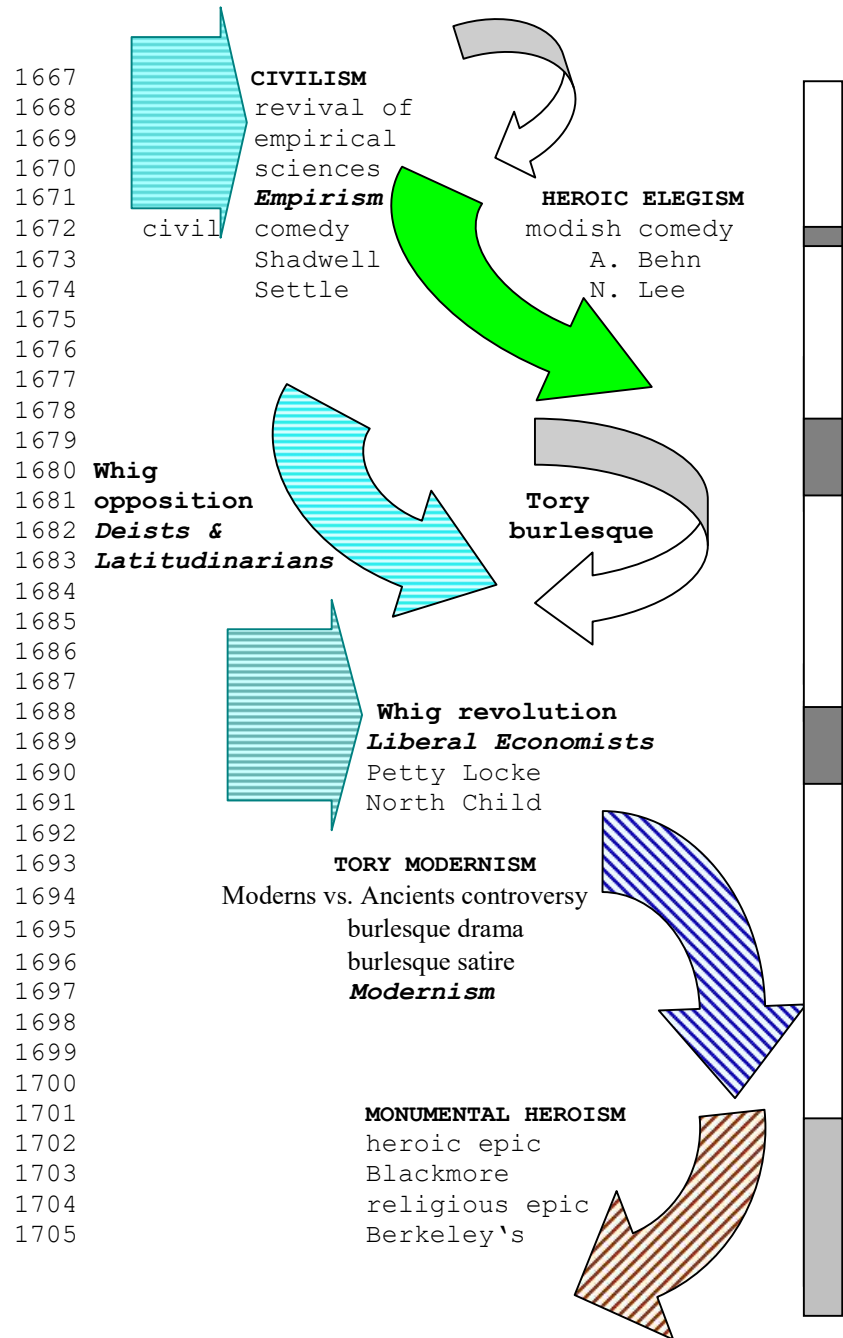 1667 CIVILISM
1668 revival of
1669 empirical
1670 sciences
1671 Empirism HEROIC ELEGISM
1672 civil comedy modish comedy
1673 Shadwell A. Behn
1674 Settle N. Lee
1675
1676
1677
1678
1679
1680 Whig
1681 opposition Tory
1682 Deists & burlesque
1683 Latitudinarians
1684
1685
1686
1687
1688 Whig revolution
1689 Liberal Economists
1690 Petty Locke
1691 North Child
1692
1693 TORY MODERNISM
1694 Moderns vs. Ancients controversy
1695 burlesque drama
1696 burlesque satire
1697 Modernism
1698
1699
1700
1701 MONUMENTAL HEROISM
1702 heroic epic
1703 Blackmore
1704 religious epic
1705 Berkeley‘s